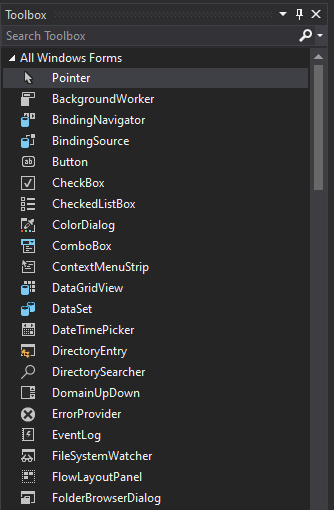 Toolbox
Search Toolbox
All Windows Forms
Pointer
BackgroundWorker
BindingNavigator
BindingSource
Button
CheckBox
CheckedListBox
ColorDialog
ComboBox
ContextMenuStrip
DataGridView
DataSet
DateTimePicker
DirectoryEntry
DirectorySearcher
DomainUpDown
ErrorProvider
EventLog
FileSystemWatcher
FlowLayoutPanel
FolderBrowserDialog